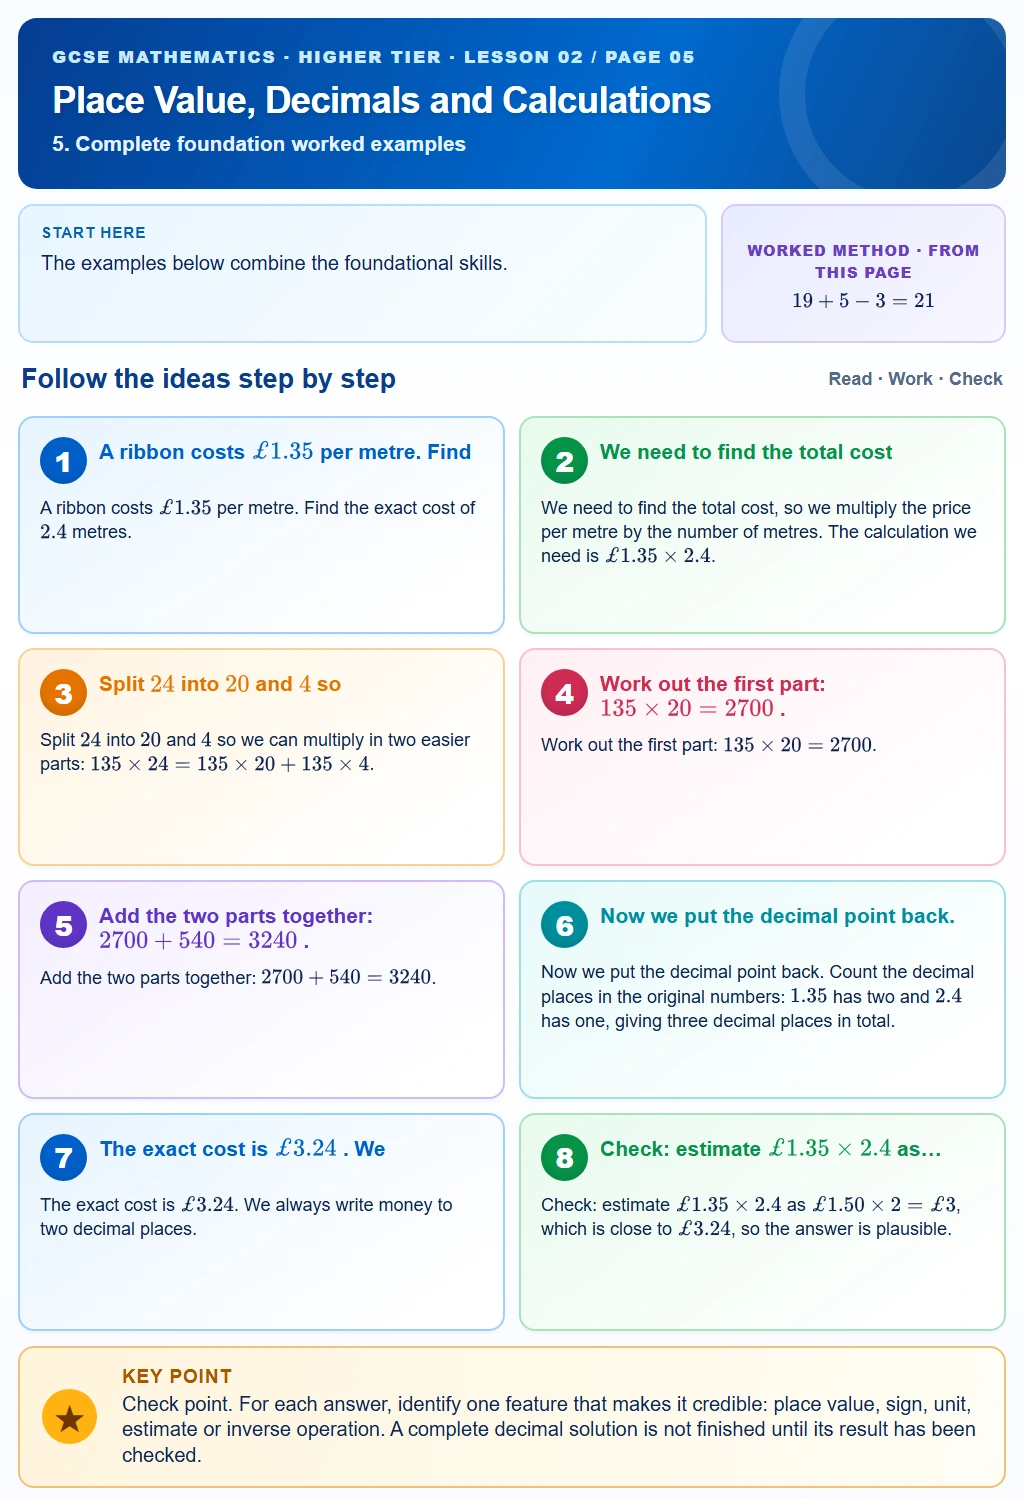 GCSE MATHEMATICS · HIGHER TIER · LESSON 02 / PAGE 05
Place Value, Decimals and Calculations
5. Complete foundation worked examples
START HERE
The examples below combine the foundational skills.
WORKED METHOD · FROM
THIS PAGE
19 + 5 − 3 = 21
Follow the ideas step by step
Read · Work · Check
1
A ribbon costs £1.35 per metre. Find
A ribbon costs £1.35 per metre. Find the exact cost of
2.4 metres.
2
We need to find the total cost
We need to find the total cost, so we multiply the price
per metre by the number of metres. The calculation we
need is £1.35 × 2.4.
3
Split 24 into 20 and 4 so
Split 24 into 20 and 4 so we can multiply in two easier
parts: 135 × 24 = 135 × 20 + 135 × 4.
4
Work out the first part:
135 × 20 = 2700 .
Work out the first part: 135 × 20 = 2700.
5
Add the two parts together:
2700 + 540 = 3240 .
Add the two parts together: 2700 + 540 = 3240.
6
Now we put the decimal point back.
Now we put the decimal point back. Count the decimal
places in the original numbers: 1.35 has two and 2.4
has one, giving three decimal places in total.
7
The exact cost is £3.24 . We
The exact cost is £3.24. We always write money to
two decimal places.
8
Check: estimate £1.35 × 2.4 as…
Check: estimate £1.35 × 2.4 as £1.50 × 2 = £3,
which is close to £3.24, so the answer is plausible.
KEY POINT
Check point. For each answer, identify one feature that makes it credible: place value, sign, unit,
estimate or inverse operation. A complete decimal solution is not finished until its result has been
checked.